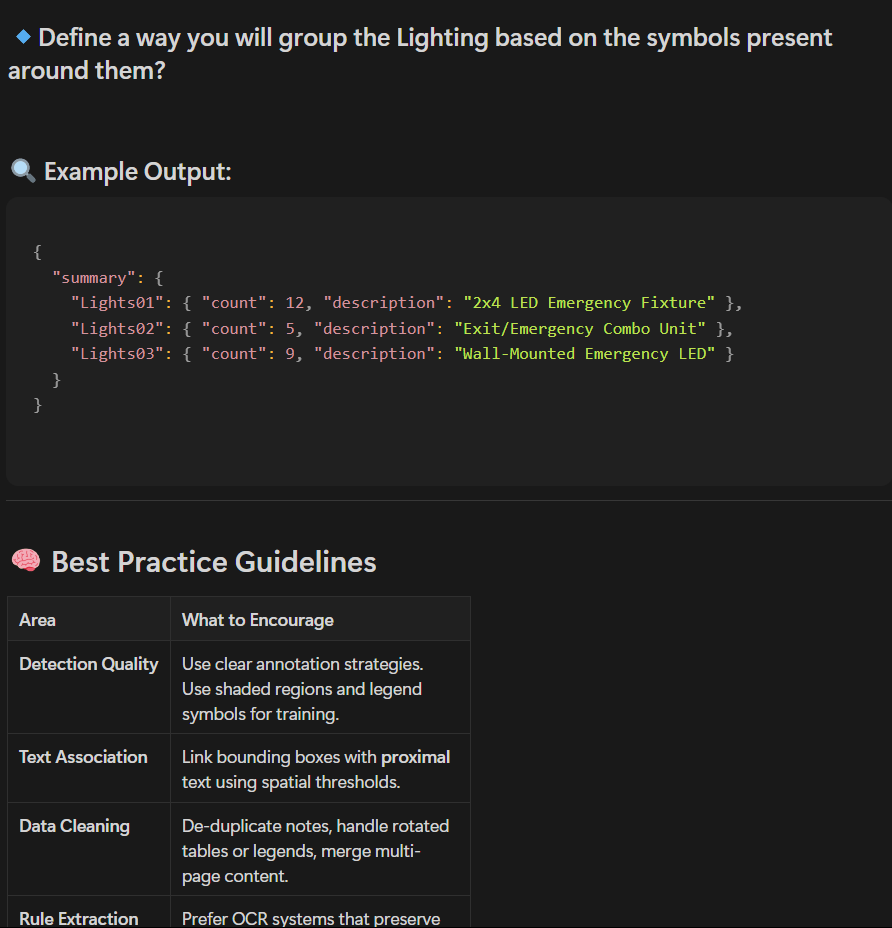 Define a way you will group the Lighting based on the symbols present
around them?
Example Output:
{
"summary": {
"Lights01": { "count": 12, "description": "2x4 LED Emergency Fixture" },
"Lights02": { "count": 5, "description": "Exit/Emergency Combo Unit" },
"Lights03": { "count": 9, "description": "Wall-Mounted Emergency LED" }
}
}
Best Practice Guidelines
Area What to Encourage
Detection Quality Use clear annotation strategies.
Use shaded regions and legend
symbols for training.
Text Association Link bounding boxes with proximal
text using spatial thresholds.
Data Cleaning De-duplicate notes, handle rotated
tables or legends, merge multi-
page content.
Rule Extraction Prefer OCR systems that preserve